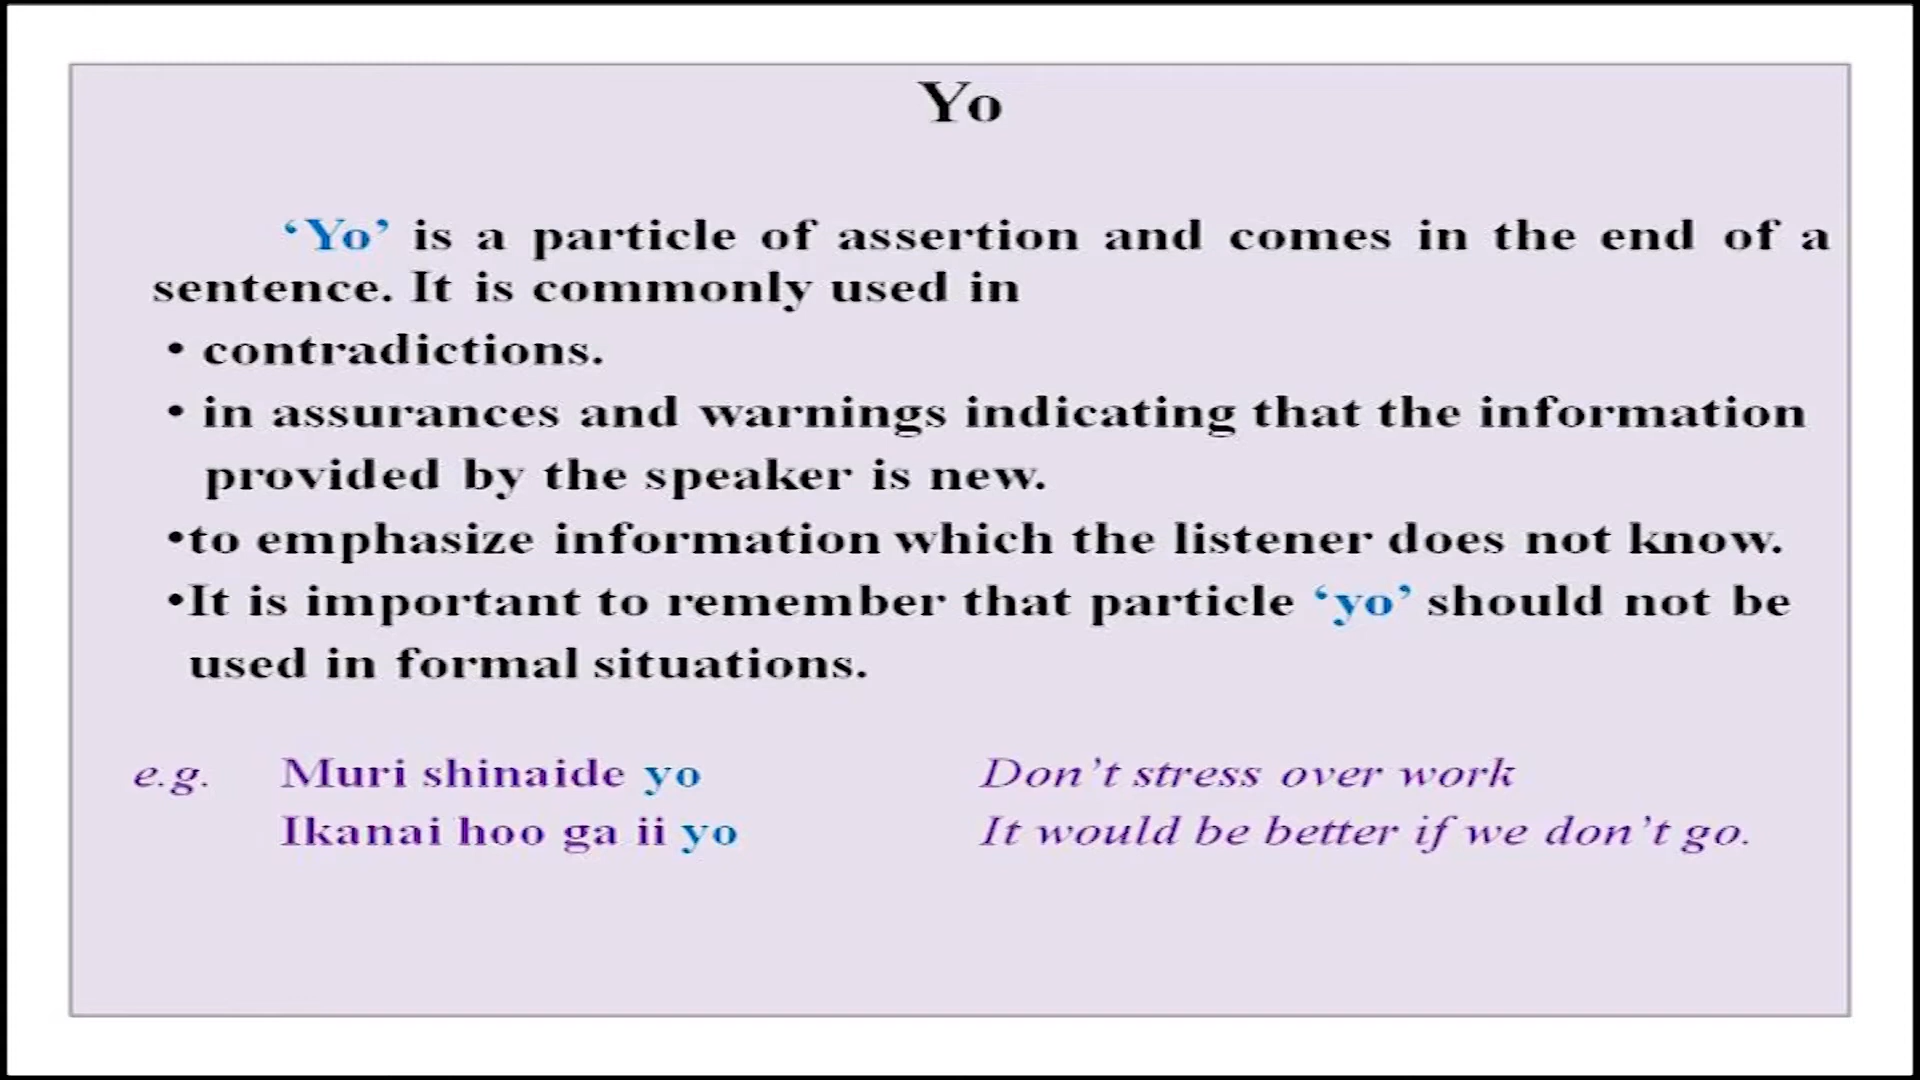 Yo
‘Yo’ is a particle of assertion and comes in the end of a
sentence. It is commonly used in
• contradictions.
• in assurances and warnings indicating that the information
provided by the speaker is new.
•to emphasize information which the listener does not know.
•It is important to remember that particle ‘yo’ should not be
used in formal situations.
e.g. Muri shinaide yo Don’t stress over work
Ikanai hoo ga ii yo It would be better if we don’t go.